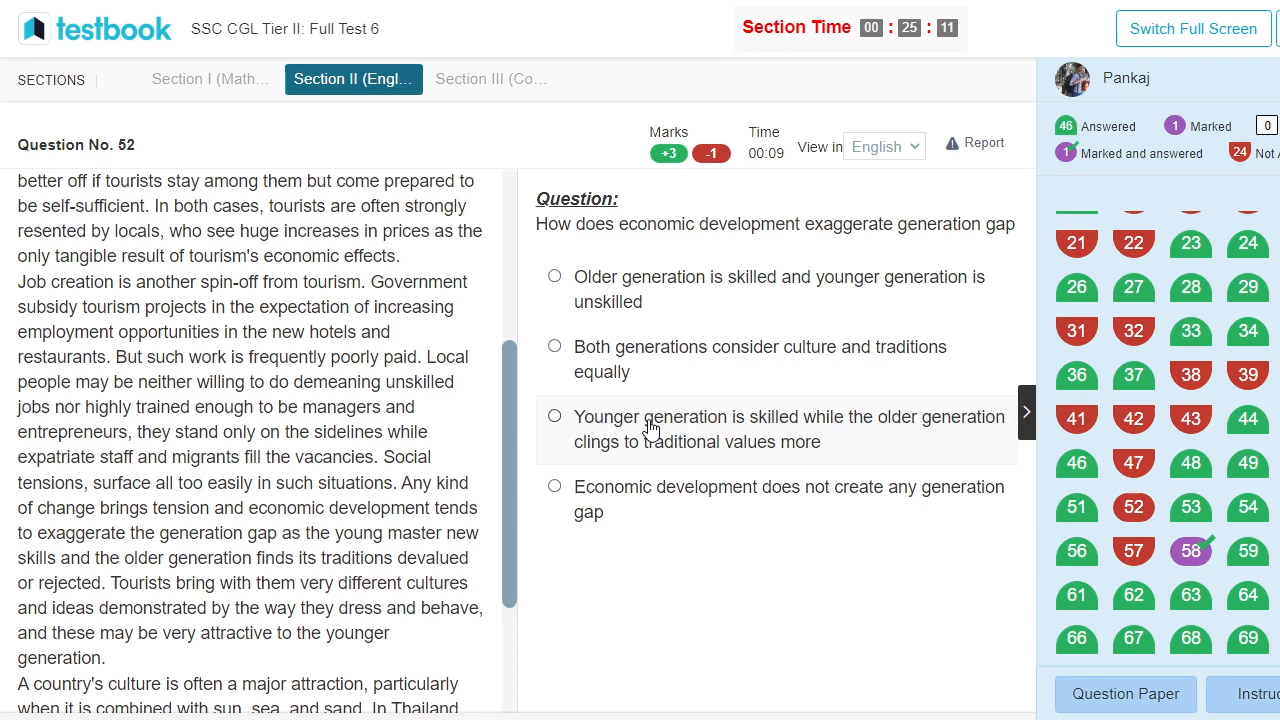 testbook
SSC CGL Tier II: Full Test 6
Section Time 00 : 25 : 11
Switch Full Screen
SECTIONS
Section I (Math...
Section II (Engl...
Section III (Co...
Pankaj
46 Answered
1 Marked
0
1 Marked and answered
24 Not
Question No. 52
Marks
+3 -1
Time
00:09
View in English
Report
better off if tourists stay among them but come prepared to
be self-sufficient. In both cases, tourists are often strongly
resented by locals, who see huge increases in prices as the
only tangible result of tourism's economic effects.
Job creation is another spin-off from tourism. Government
subsidy tourism projects in the expectation of increasing
employment opportunities in the new hotels and
restaurants. But such work is frequently poorly paid. Local
people may be neither willing to do demeaning unskilled
jobs nor highly trained enough to be managers and
entrepreneurs, they stand only on the sidelines while
expatriate staff and migrants fill the vacancies. Social
tensions, surface all too easily in such situations. Any kind
of change brings tension and economic development tends
to exaggerate the generation gap as the young master new
skills and the older generation finds its traditions devalued
or rejected. Tourists bring with them very different cultures
and ideas demonstrated by the way they dress and behave,
and these may be very attractive to the younger
generation.
A country's culture is often a major attraction, particularly
when it is combined with sun, sea, and sand. In Thailand
Question:
How does economic development exaggerate generation gap
Older generation is skilled and younger generation is
unskilled
Both generations consider culture and traditions
equally
Younger generation is skilled while the older generation
clings to traditional values more
Economic development does not create any generation
gap
21 22 23 24
26 27 28 29
31 32 33 34
36 37 38 39
41 42 43 44
46 47 48 49
51 52 53 54
56 57 58 59
61 62 63 64
66 67 68 69
Question Paper